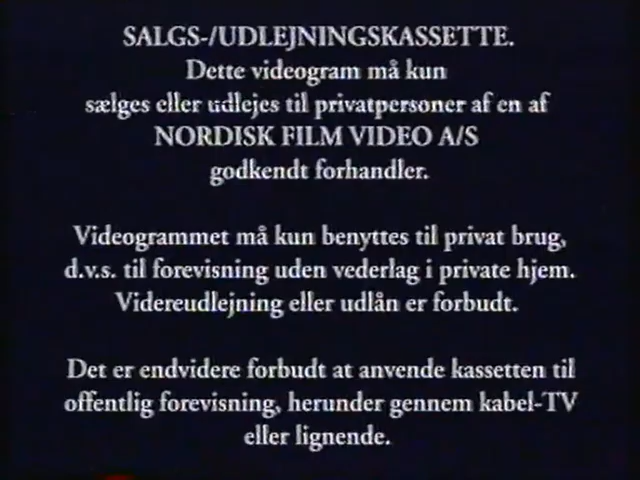 SALGS-/UDLEJNINGSKASSETTE.
Dette videogram må kun
sælges eller udlejes til privatpersoner af en af
NORDISK FILM VIDEO A/S
godkendt forhandler.
Videogrammet må kun benyttes til privat brug,
d.v.s. til forevisning uden vederlag i private hjem.
Videreudlejning eller udlån er forbudt.
Det er endvidere forbudt at anvende kassetten til
offentlig forevisning, herunder gennem kabel-TV
eller lignende.